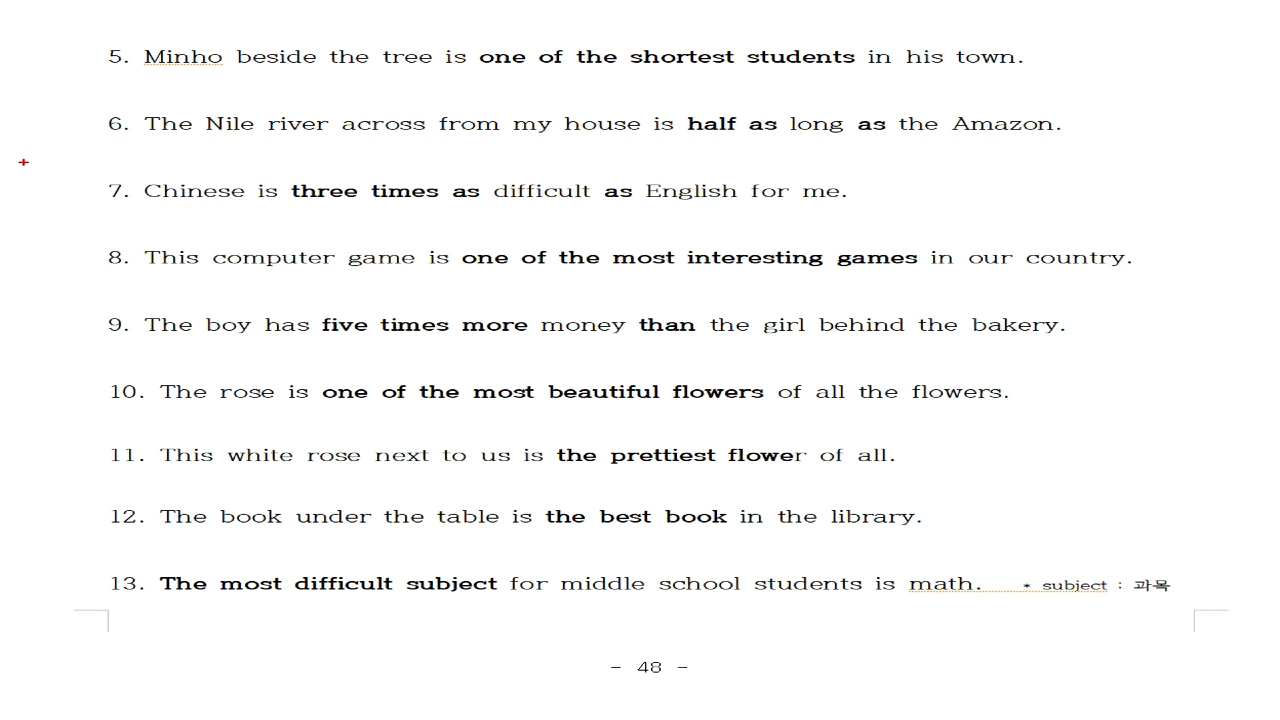 5. Minho beside the tree is one of the shortest students in his town.
6. The Nile river across from my house is half as long as the Amazon.
+
7. Chinese is three times as difficult as English for me.
8. This computer game is one of the most interesting games in our country.
9. The boy has five times more money than the girl behind the bakery.
10. The rose is one of the most beautiful flowers of all the flowers.
11. This white rose next to us is the prettiest flower of all.
12. The book under the table is the best book in the library.
13. The most difficult subject for middle school students is math. * subject : 과목
- 48 -